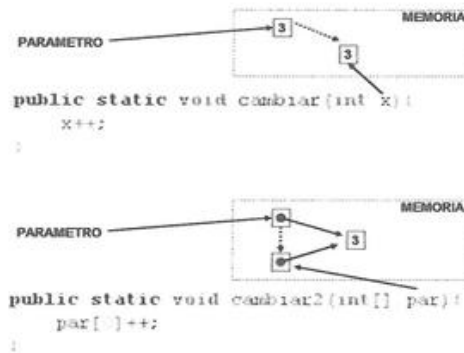 MEMORIA
PARAMETRO
3
3
public static void cambiar(int x){
x++;
MEMORIA
PARAMETRO
3
public static void cambiar2(int[] par){
par[]++;